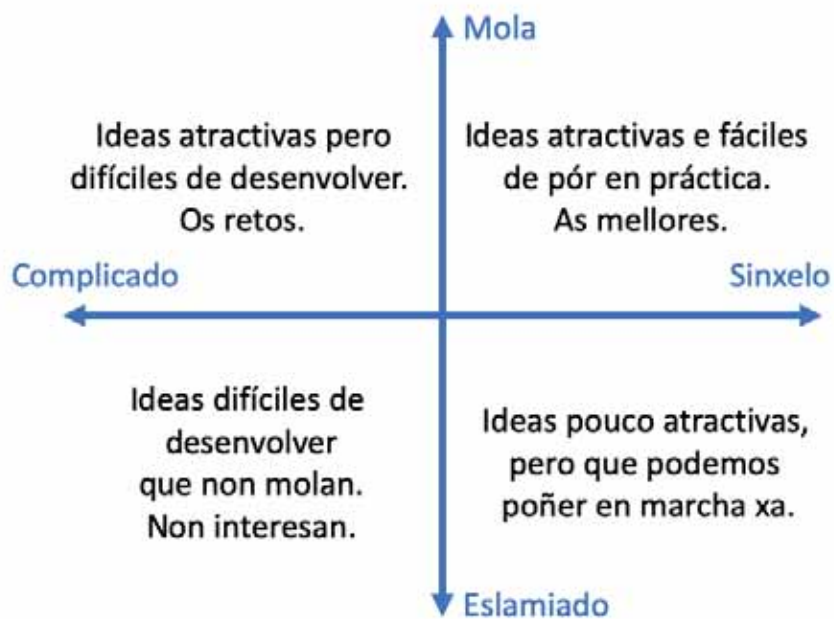 Mola
Ideas atractivas pero
difíciles de desenvolver.
Os retos.
Ideas atractivas e fáciles
de pór en práctica.
As mellores.
Complicado
Sinxelo
Ideas difíciles de
desenvolver
que non molan.
Non interesan.
Ideas pouco atractivas,
pero que podemos
poñer en marcha xa.
Eslamiado